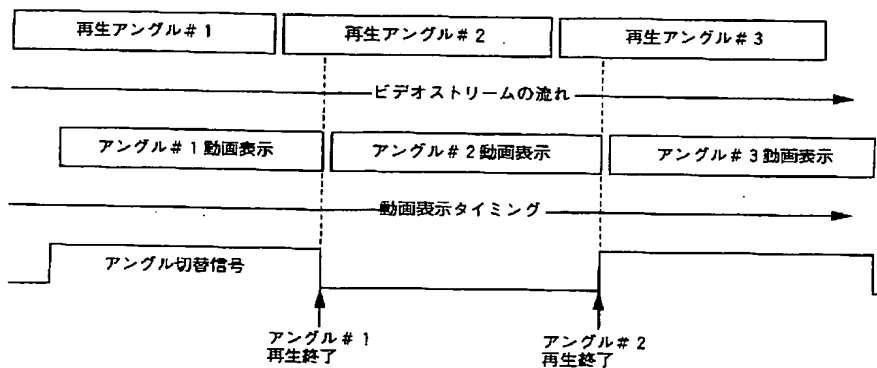 再生アングル＃１
再生アングル＃２
再生アングル＃３
ビデオストリームの流れ
アングル＃１動画表示
アングル＃２動画表示
アングル＃３動画表示
動画表示タイミング
アングル切替信号
アングル＃１
再生終了
アングル＃２
再生終了